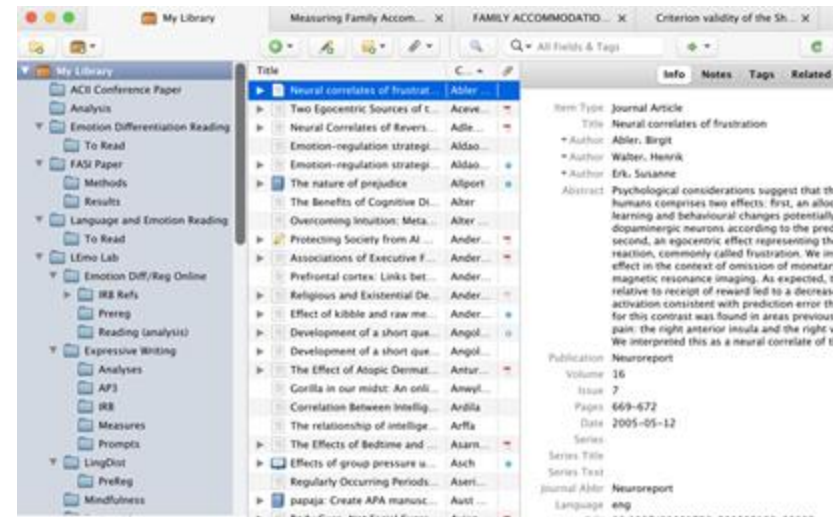 My Library
Measuring Family Accom...
FAMILY ACCOMMODATIO...
Criterion validity of the Sh...
All Fields & Tags
My Library
ACII Conference Paper
Analysis
Emotion Differentiation Reading
To Read
FASI Paper
Methods
Results
Language and Emotion Reading
To Read
LEmo Lab
Emotion Diff/Reg Online
IRB Refs
Prereg
Reading (analysis)
Expressive Writing
Analyses
AP3
IRB
Measures
Prompts
LingDist
PreReg
Mindfulness
Title C...
Neural correlates of frustrat... Abler ...
Two Egocentric Sources of t... Aceve...
Neural Correlates of Revers... Adle...
Emotion-regulation strategi... Aldao...
Emotion-regulation strategi... Aldao...
The nature of prejudice Allport
The Benefits of Cognitive Di... Alter
Overcoming Intuition: Meta... Alter ...
Protecting Society from AI ... Ander...
Associations of Executive F... Ander...
Prefrontal cortex: Links bet... Ander...
Religious and Existential De... Ander...
Effect of kibble and raw me... Ander...
Development of a short que... Angol...
Development of a short que... Angol...
The Effect of Atopic Dermat... Antur...
Gorilla in our midst: An onli... Anwyl...
Correlation Between Intellig... Ardila
The relationship of intellige... Arffa
The Effects of Bedtime and ... Asarn...
Effects of group pressure u... Asch
Regularly Occurring Periods... Aseri...
papaja: Create APA manusc... Aust ...
Info Notes Tags Related
Item Type Journal Article
Title Neural correlates of frustration
Author Abler, Birgit
Author Walter, Henrik
Author Erk, Susanne
Abstract Psychological considerations suggest that th
humans comprises two effects: first, an alloc
learning and behavioural changes potentially
dopaminergic neurons according to the pred
second, an egocentric effect representing th
reaction, commonly called frustration. We in
effect in the context of omission of monetar
magnetic resonance imaging. As expected, t
relative to receipt of reward led to a decreas
activation consistent with prediction error th
for this contrast was found in areas previous
pain: the right anterior insula and the right v
We interpreted this as a neural correlate of t
Publication Neuroreport
Volume 16
Issue 7
Pages 669-672
Date 2005-05-12
Series
Series Title
Series Text
Journal Abbr Neuroreport
Language eng